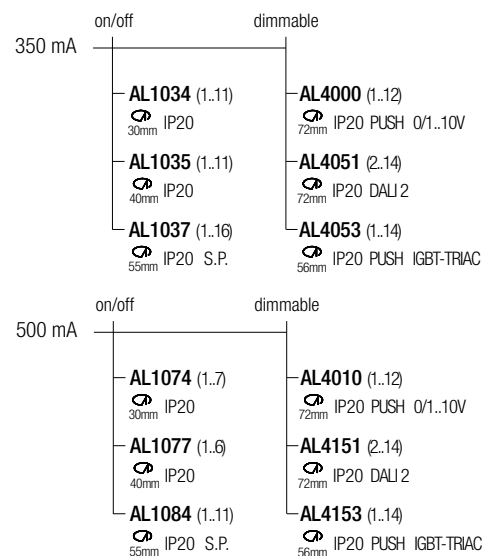 on/off dimmable
350 mA
AL1034 (1..11) AL4000 (1..12)
30mm IP20 72mm IP20 PUSH 0/1..10V
AL1035 (1..11) AL4051 (2..14)
40mm IP20 72mm IP20 DALI 2
AL1037 (1..16) AL4053 (1..14)
55mm IP20 S.P. 56mm IP20 PUSH IGBT-TRIAC
on/off dimmable
500 mA
AL1074 (1..7) AL4010 (1..12)
30mm IP20 72mm IP20 PUSH 0/1..10V
AL1077 (1..6) AL4151 (2..14)
40mm IP20 72mm IP20 DALI 2
AL1084 (1..11) AL4153 (1..14)
55mm IP20 S.P. 56mm IP20 PUSH IGBT-TRIAC